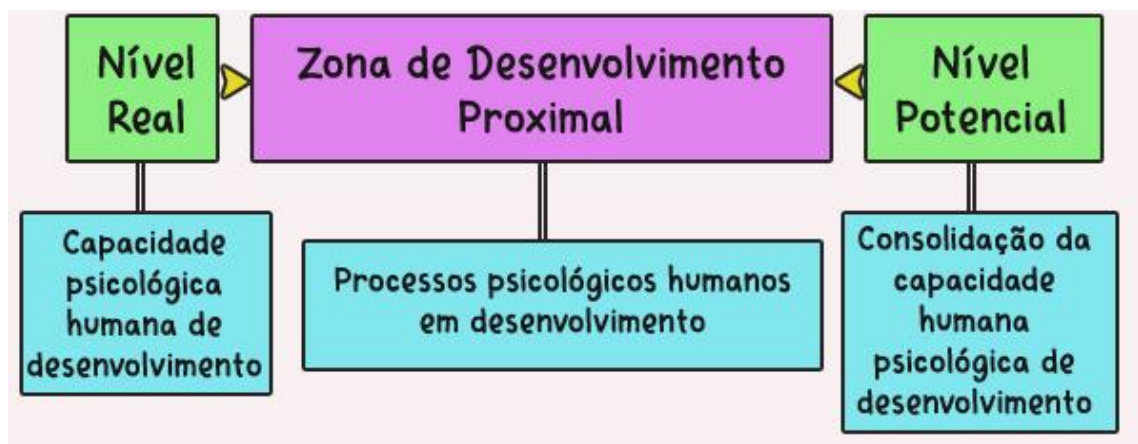 Nível
Real
Zona de Desenvolvimento
Proximal
Nível
Potencial
Capacidade
psicológica
humana de
desenvolvimento
Processos psicológicos humanos
em desenvolvimento
Consolidação da
capacidade
humana
psicológica de
desenvolvimento